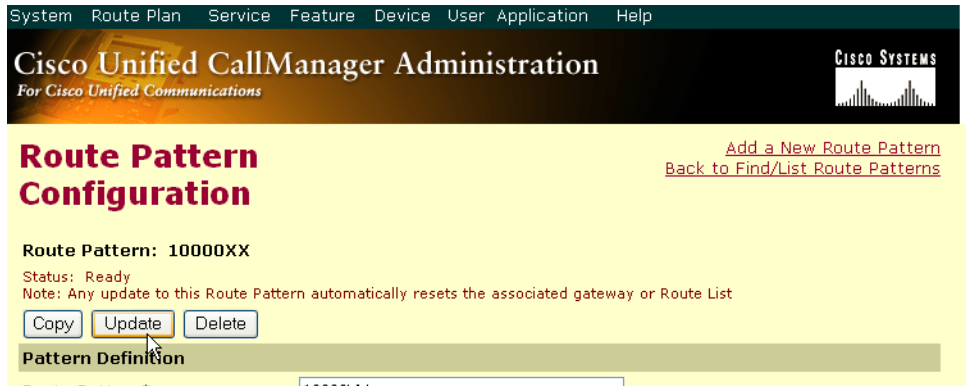 System Route Plan Service Feature Device User Application Help
Cisco Unified CallManager Administration
For Cisco Unified Communications
CISCO SYSTEMS
Route Pattern
Configuration
Add a New Route Pattern
Back to Find/List Route Patterns
Route Pattern: 10000XX
Status: Ready
Note: Any update to this Route Pattern automatically resets the associated gateway or Route List
Copy Update Delete
Pattern Definition